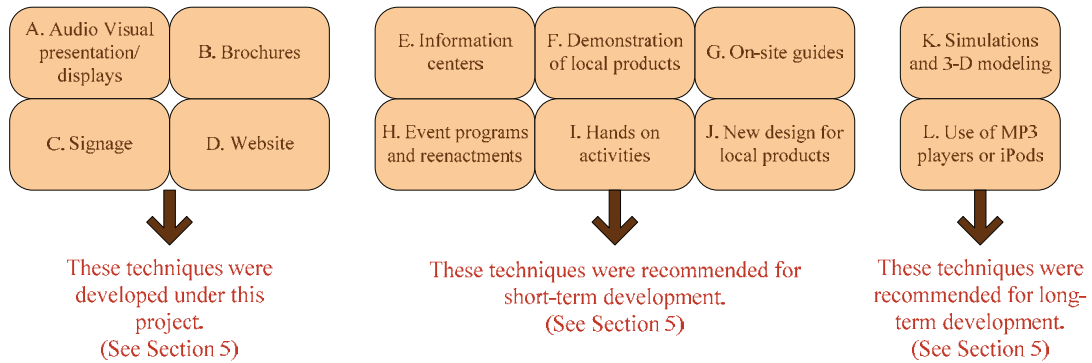 A. Audio Visual
presentation/
displays
B. Brochures
C. Signage
D. Website
E. Information
centers
F. Demonstration
of local products
G. On-site guides
H. Event programs
and reenactments
I. Hands on
activities
J. New design for
local products
K. Simulations
and 3-D modeling
L. Use of MP3
players or iPods
These techniques were
developed under this
project.
(See Section 5)
These techniques were recommended for
short-term development.
(See Section 5)
These techniques were
recommended for long-
term development.
(See Section 5)